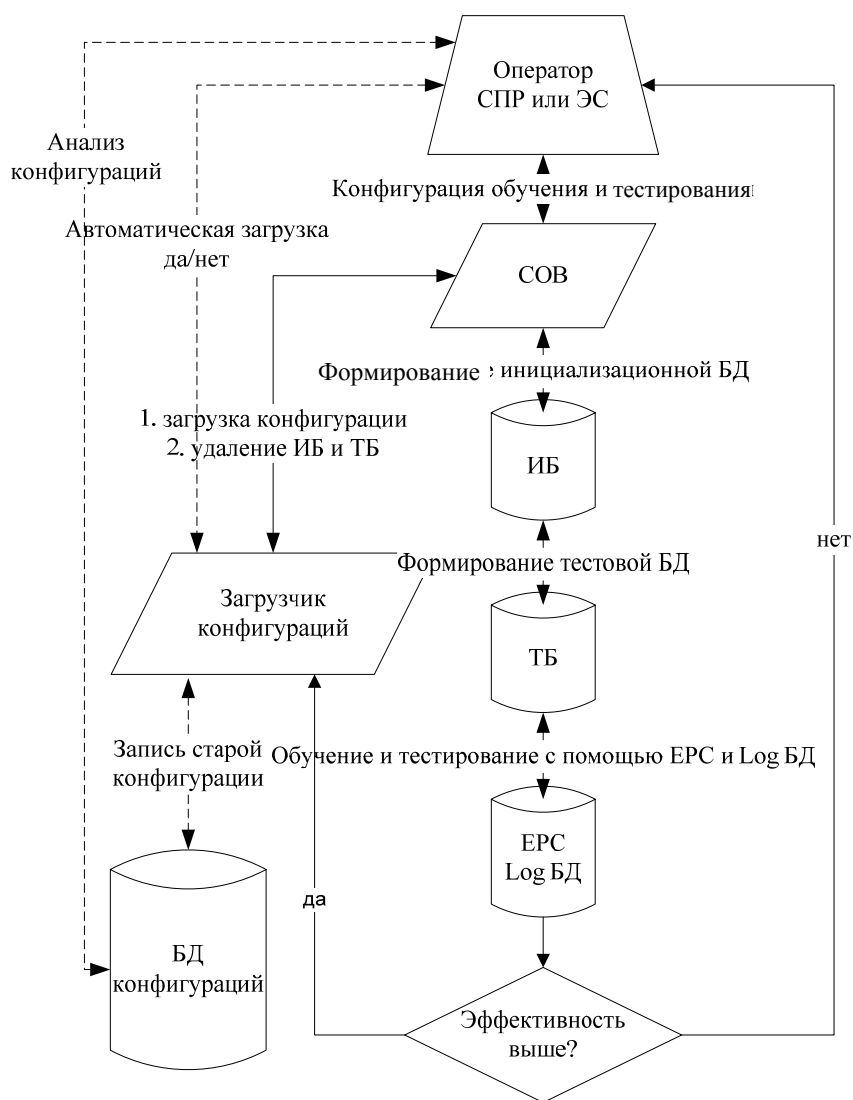 Оператор
СПР или ЭС
Анализ
конфигураций
Конфигурация обучения и тестирования
Автоматическая загрузка
да/нет
СОВ
Формирование инициализационной БД
1. загрузка конфигурации
2. удаление ИБ и ТБ
ИБ
нет
Формирование тестовой БД
Загрузчик
конфигураций
ТБ
Запись старой
конфигурации
Обучение и тестирование с помощью ЕРС и Log БД
ЕРС
Log БД
да
БД
конфигураций
Эффективность
выше?